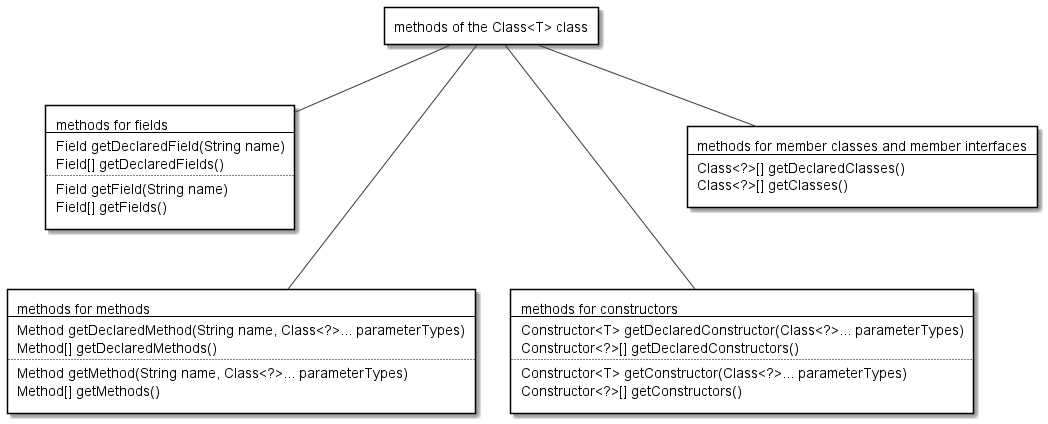 methods of the Class<T> class
methods for fields
Field getDeclaredField(String name)
Field[] getDeclaredFields()
Field getField(String name)
Field[] getFields()
methods for member classes and member interfaces
Class<?>[] getDeclaredClasses()
Class<?>[] getClasses()
methods for methods
Method getDeclaredMethod(String name, Class<?>... parameterTypes)
Method[] getDeclaredMethods()
Method getMethod(String name, Class<?>... parameterTypes)
Method[] getMethods()
methods for constructors
Constructor<T> getDeclaredConstructor(Class<?>... parameterTypes)
Constructor<?>[] getDeclaredConstructors()
Constructor<T> getConstructor(Class<?>... parameterTypes)
Constructor<?>[] getConstructors()